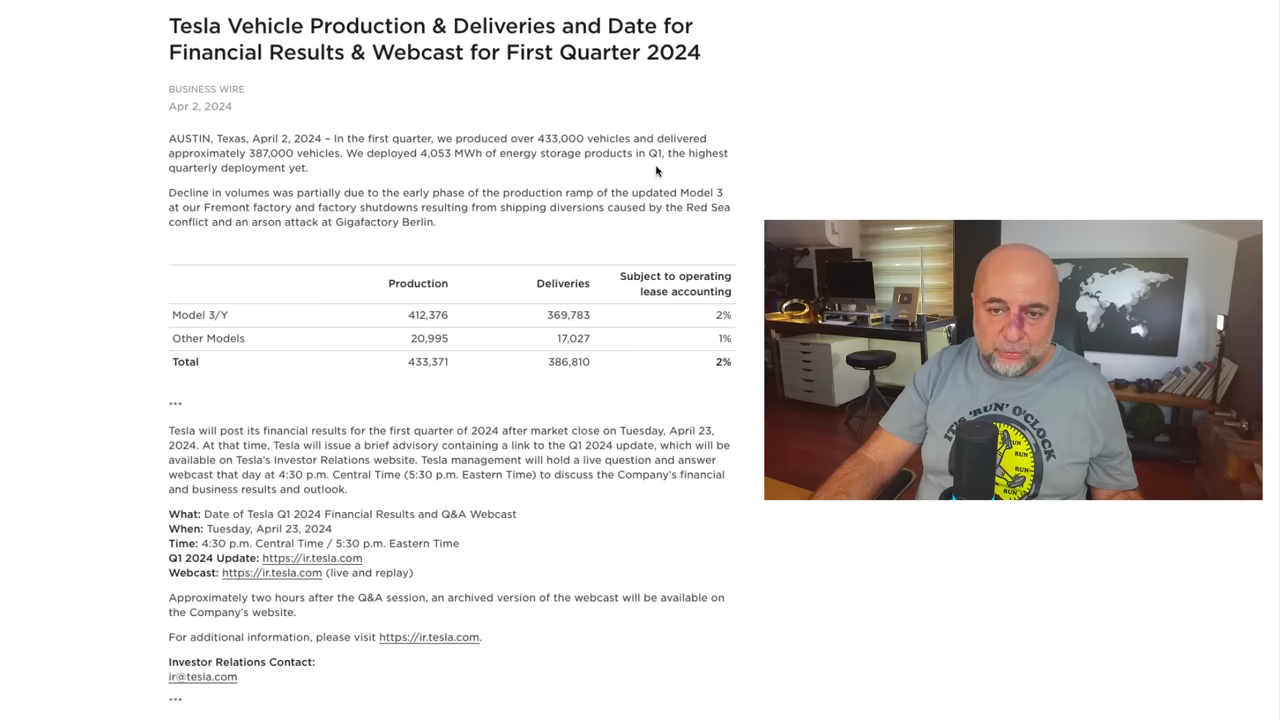 Tesla Vehicle Production & Deliveries and Date for
Financial Results & Webcast for First Quarter 2024
BUSINESS WIRE
Apr 2, 2024
AUSTIN, Texas, April 2, 2024 – In the first quarter, we produced over 433,000 vehicles and delivered
approximately 387,000 vehicles. We deployed 4,053 MWh of energy storage products in Q1, the highest
quarterly deployment yet.
Decline in volumes was partially due to the early phase of the production ramp of the updated Model 3
at our Fremont factory and factory shutdowns resulting from shipping diversions caused by the Red Sea
conflict and an arson attack at Gigafactory Berlin.
Production Deliveries Subject to operating
lease accounting
Model 3/Y 412,376 369,783 2%
Other Models 20,995 17,027 1%
Total 433,371 386,810 2%
***
Tesla will post its financial results for the first quarter of 2024 after market close on Tuesday, April 23,
2024. At that time, Tesla will issue a brief advisory containing a link to the Q1 2024 update, which will be
available on Tesla's Investor Relations website. Tesla management will hold a live question and answer
webcast that day at 4:30 p.m. Central Time (5:30 p.m. Eastern Time) to discuss the Company's financial
and business results and outlook.
What: Date of Tesla Q1 2024 Financial Results and Q&A Webcast
When: Tuesday, April 23, 2024
Time: 4:30 p.m. Central Time / 5:30 p.m. Eastern Time
Q1 2024 Update: https://ir.tesla.com
Webcast: https://ir.tesla.com (live and replay)
Approximately two hours after the Q&A session, an archived version of the webcast will be available on
the Company's website.
For additional information, please visit https://ir.tesla.com.
Investor Relations Contact:
ir@tesla.com
***
IT'S 'RUN' O'CLOCK
RUN
RUN
RUN
RUN